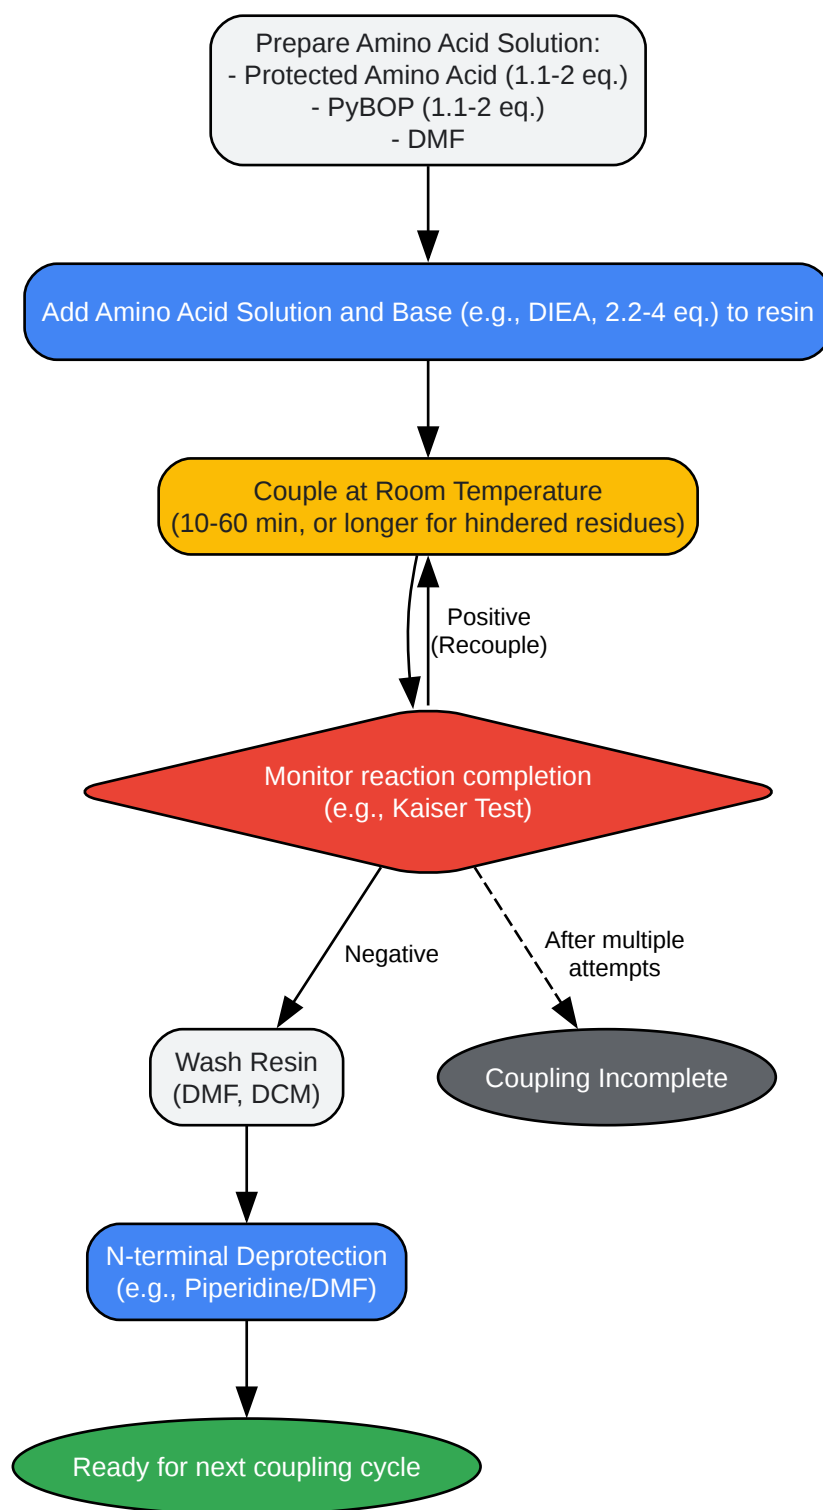 Prepare Amino Acid Solution:
- Protected Amino Acid (1.1-2 eq.)
- PyBOP (1.1-2 eq.)
- DMF
Add Amino Acid Solution and Base (e.g., DIEA, 2.2-4 eq.) to resin
Couple at Room Temperature
(10-60 min, or longer for hindered residues)
Positive
(Recouple)
Monitor reaction completion
(e.g., Kaiser Test)
Negative
After multiple
attempts
Wash Resin
(DMF, DCM)
Coupling Incomplete
N-terminal Deprotection
(e.g., Piperidine/DMF)
Ready for next coupling cycle